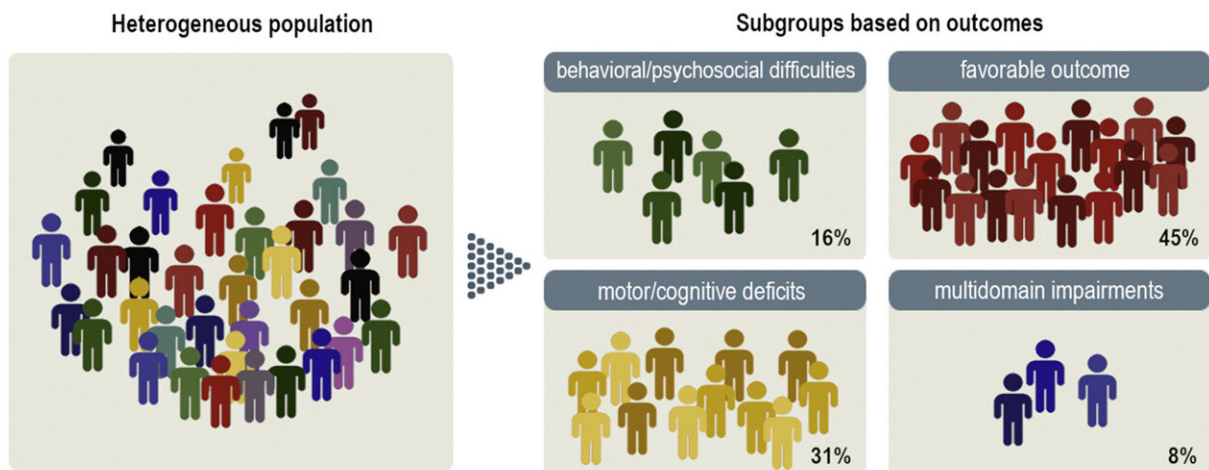 Heterogeneous population
Subgroups based on outcomes
behavioral/psychosocial difficulties
16%
favorable outcome
45%
motor/cognitive deficits
31%
multidomain impairments
8%